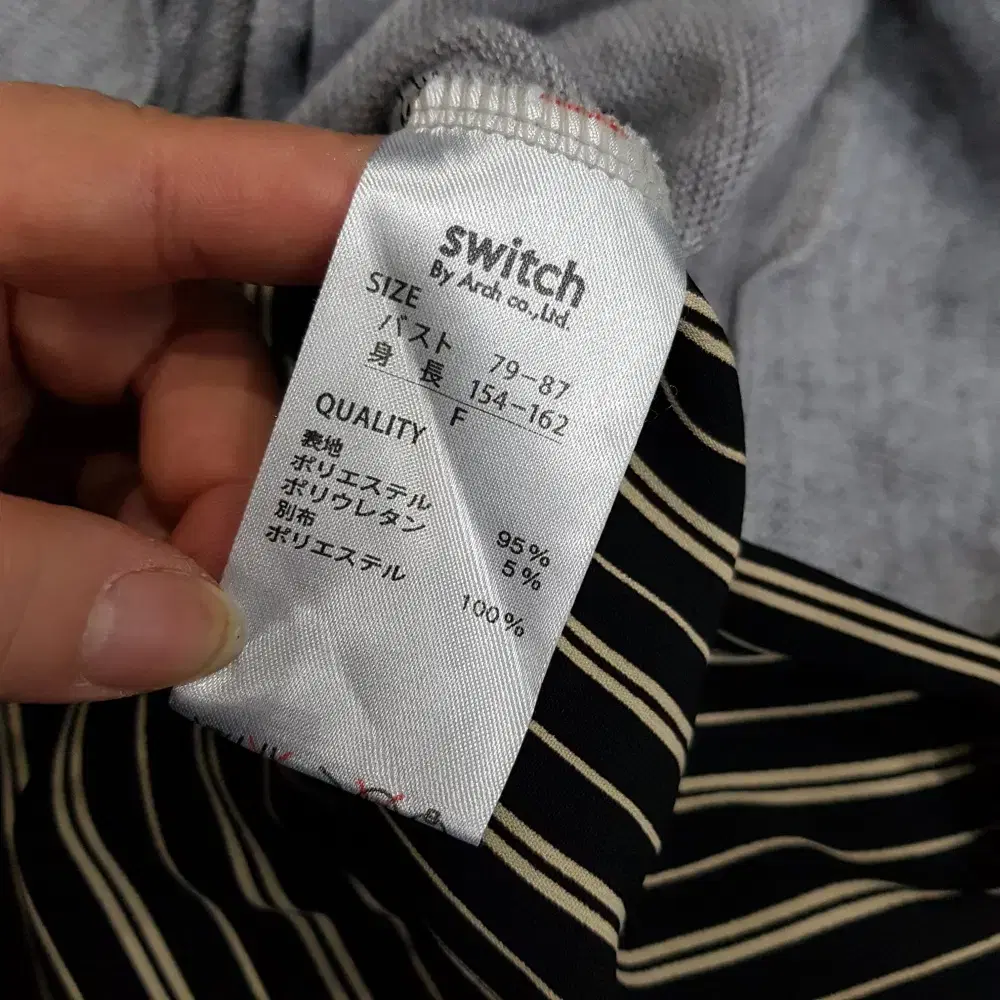 switch
By Arch co.,Ltd.
SIZE
バスト 79-87
身 長 154-162
F
QUALITY
表地
ポリエステル 95%
ポリウレタン 5%
別布
ポリエステル 100%